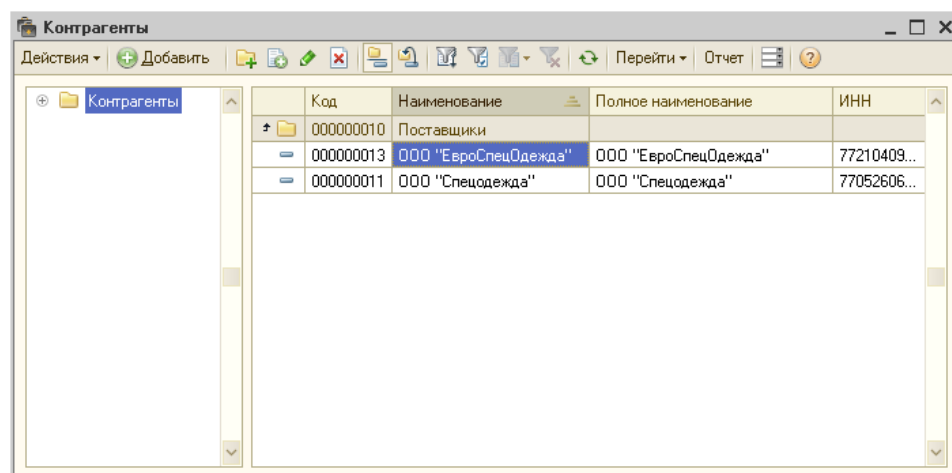 Контрагенты
Действия Добавить Перейти Отчет
Контрагенты
Код Наименование Полное наименование ИНН
000000010 Поставщики
000000013 ООО "ЕвроСпецОдежда" ООО "ЕвроСпецОдежда" 77210409...
000000011 ООО "Спецодежда" ООО "Спецодежда" 77052606...